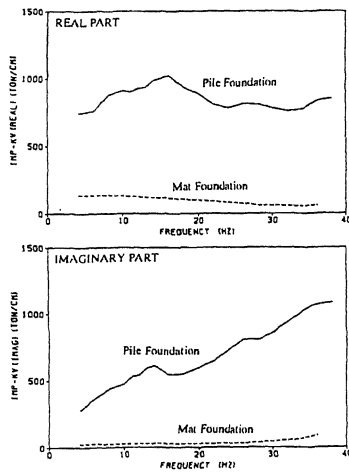 1500
REAL PART
1000
Pile Foundation
IMP-KV(REAL)(TON/CM)
500
Mat Foundation
0
0 10 20 30 40
FREQUENCT (HZ)
1500
IMAGINARY PART
1000
Pile Foundation
IMP-KV(IMAG)(TON/CM)
500
Mat Foundation
0
0 10 20 30 40
FREQUENCT (HZ)